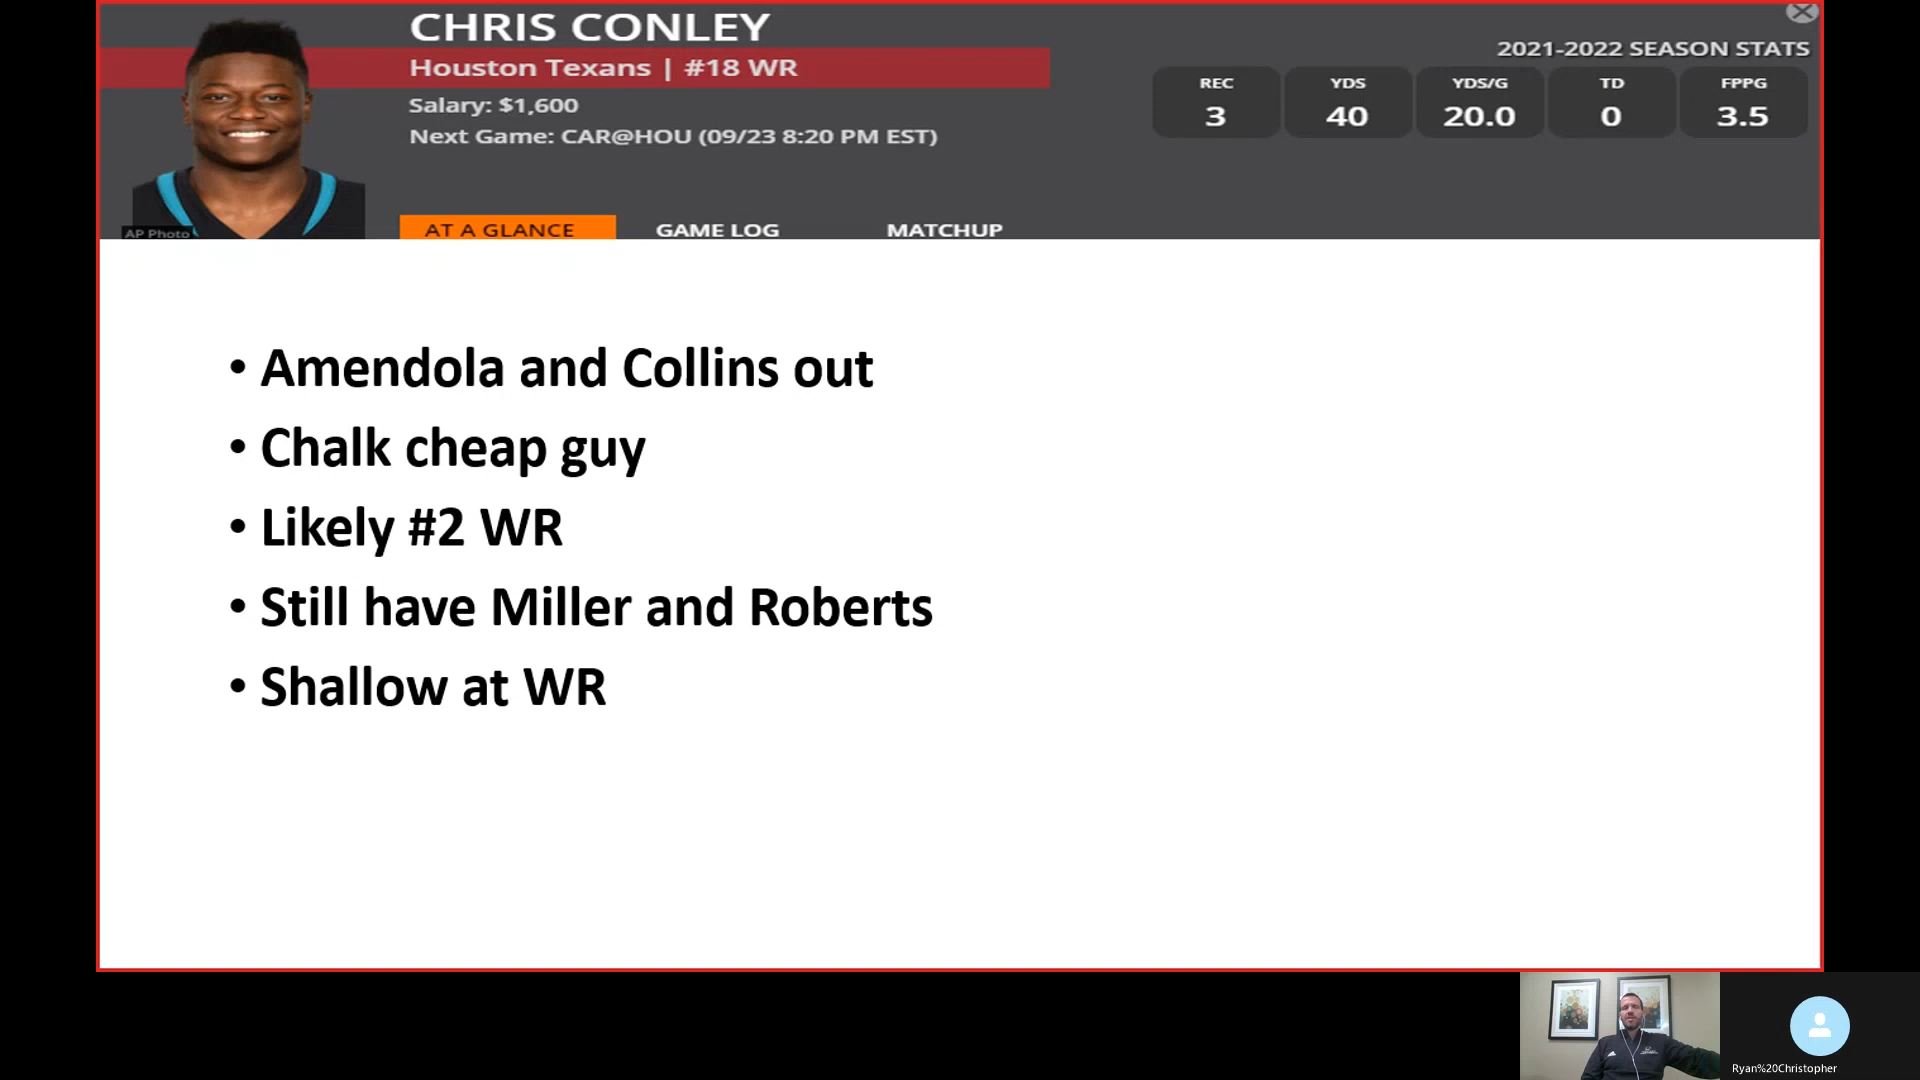 CHRIS CONLEY
Houston Texans | #18 WR
Salary: $1,600
Next Game: CAR@HOU (09/23 8:20 PM EST)
2021-2022 SEASON STATS
REC YDS YDS/G TD FPPG
3 40 20.0 0 3.5
AP Photo
AT A GLANCE GAME LOG MATCHUP
• Amendola and Collins out
• Chalk cheap guy
• Likely #2 WR
• Still have Miller and Roberts
• Shallow at WR
Ryan%20Christopher